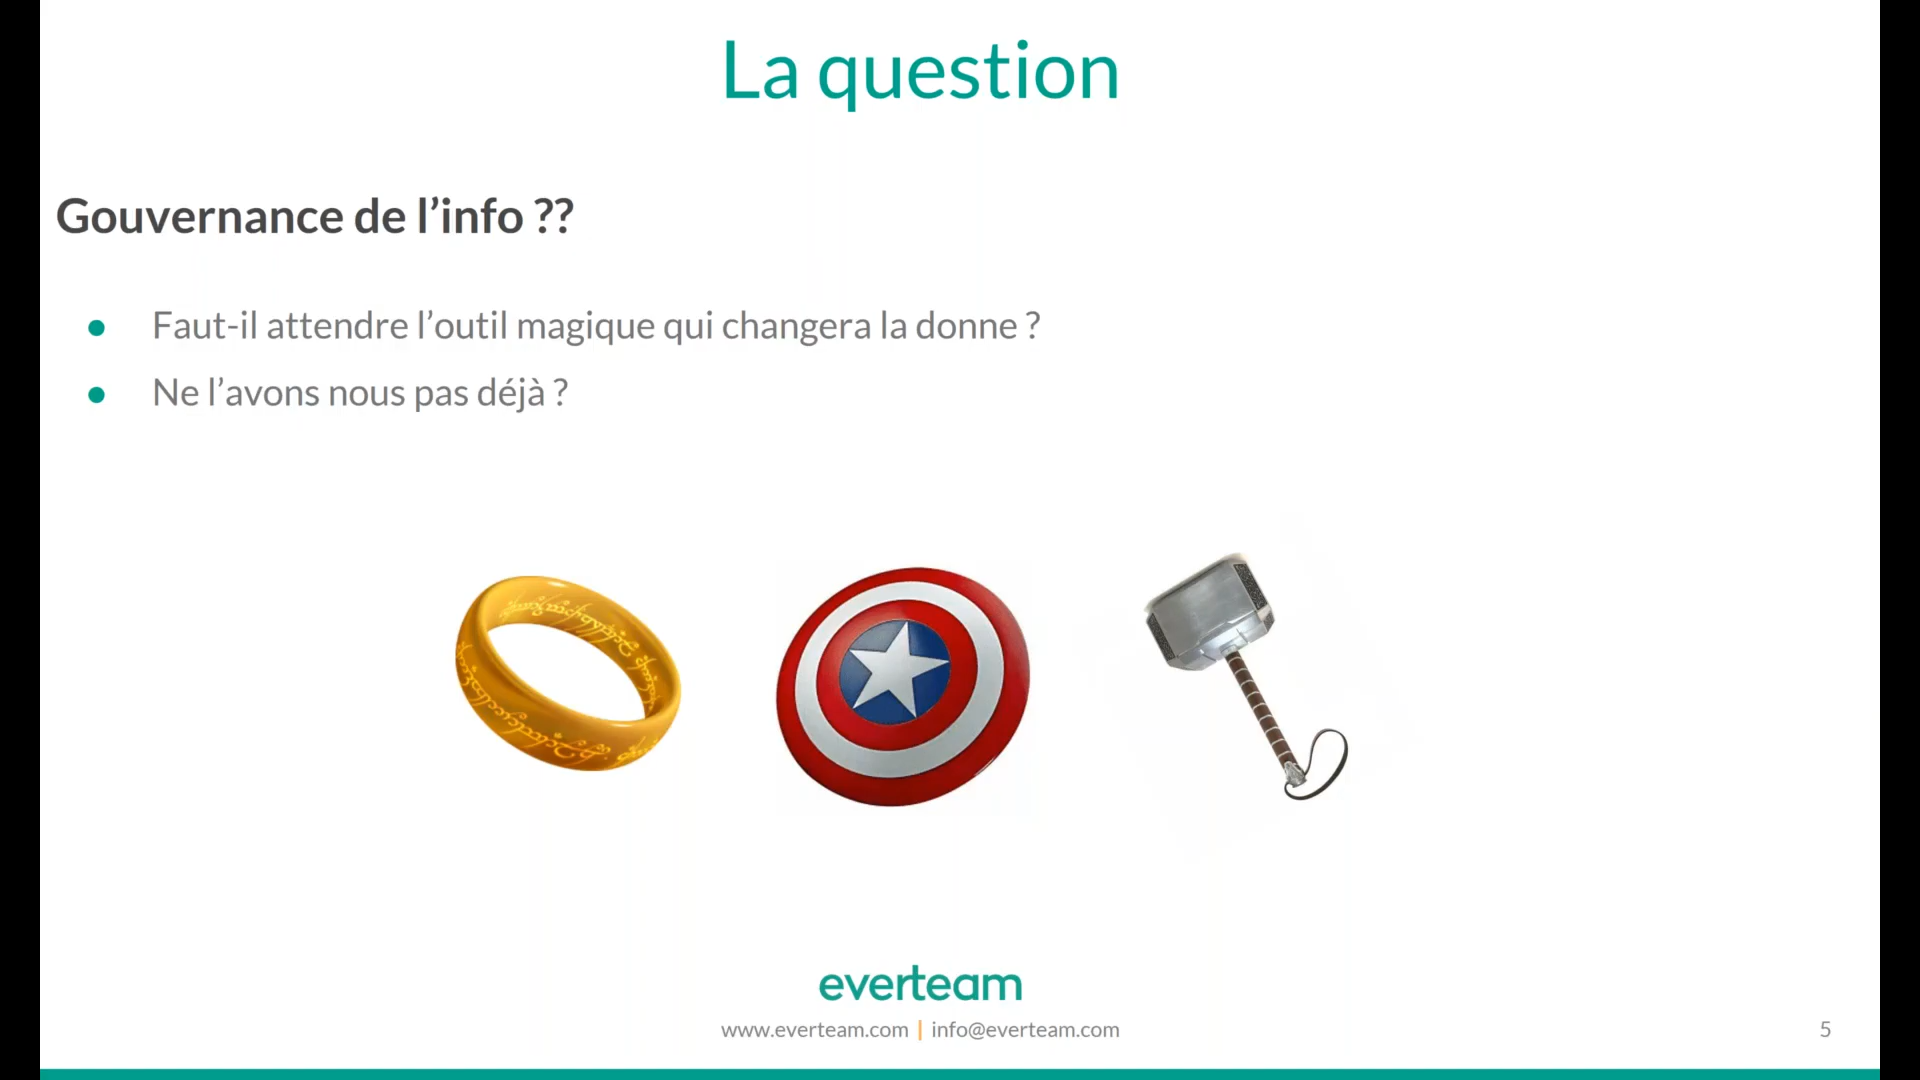 La question
Gouvernance de l’info ??
● Faut-il attendre l’outil magique qui changera la donne ?
● Ne l’avons nous pas déjà ?
everteam
www.everteam.com | info@everteam.com
5